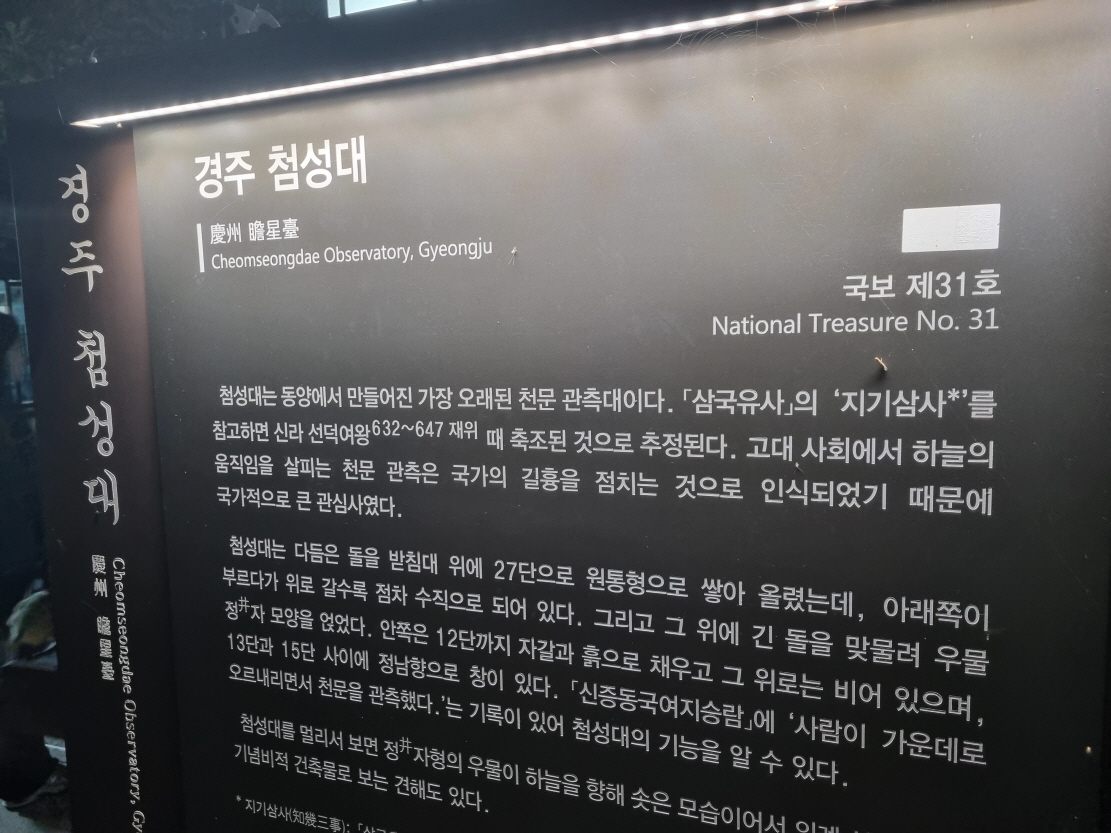 경주 첨성대
慶州 瞻星臺
Cheomseongdae Observatory, Gyeongju
국보 제31호
National Treasure No. 31
첨성대는 동양에서 만들어진 가장 오래된 천문 관측대이다. 「삼국유사」의 ‘지기삼사*’를
참고하면 신라 선덕여왕632~647 재위 때 축조된 것으로 추정된다. 고대 사회에서 하늘의
움직임을 살피는 천문 관측은 국가의 길흉을 점치는 것으로 인식되었기 때문에
국가적으로 큰 관심사였다.
첨성대는 다듬은 돌을 받침대 위에 27단으로 원통형으로 쌓아 올렸는데, 아래쪽이
부르다가 위로 갈수록 점차 수직으로 되어 있다. 그리고 그 위에 긴 돌을 맞물려 우물
정井자 모양을 얹었다. 안쪽은 12단까지 자갈과 흙으로 채우고 그 위로는 비어 있으며,
13단과 15단 사이에 정남향으로 창이 있다. 「신증동국여지승람」에 ‘사람이 가운데로
오르내리면서 천문을 관측했다.’는 기록이 있어 첨성대의 기능을 알 수 있다.
첨성대를 멀리서 보면 정井자형의 우물이 하늘을 향해 솟은 모습이어서
기념비적 건축물로 보는 견해도 있다.
* 지기삼사(知幾三事):
경주 첨성대
慶州 瞻星臺
Cheomseongdae Observatory, Gy